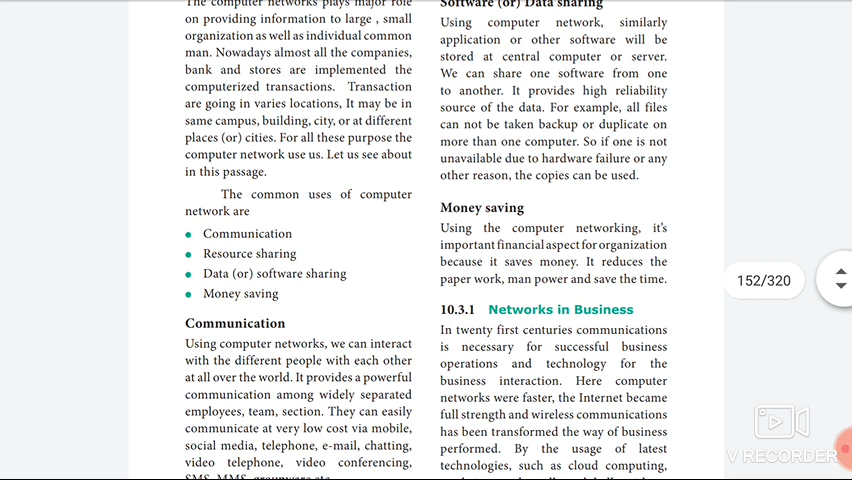 The computer networks plays major role
on providing information to large , small
organization as well as individual common
man. Nowadays almost all the companies,
bank and stores are implemented the
computerized transactions. Transaction
are going in varies locations, It may be in
same campus, building, city, or at different
places (or) cities. For all these purpose the
computer network use us. Let us see about
in this passage.
The common uses of computer
network are
Communication
Resource sharing
Data (or) software sharing
Money saving
Communication
Using computer networks, we can interact
with the different people with each other
at all over the world. It provides a powerful
communication among widely separated
employees, team, section. They can easily
communicate at very low cost via mobile,
social media, telephone, e-mail, chatting,
video telephone, video conferencing,
SMS, MMS, groupware etc.
Software (or) Data sharing
Using computer network, similarly
application or other software will be
stored at central computer or server.
We can share one software from one
to another. It provides high reliability
source of the data. For example, all files
can not be taken backup or duplicate on
more than one computer. So if one is not
unavailable due to hardware failure or any
other reason, the copies can be used.
Money saving
Using the computer networking, it's
important financial aspect for organization
because it saves money. It reduces the
paper work, man power and save the time.
10.3.1 Networks in Business
In twenty first centuries communications
is necessary for successful business
operations and technology for the
business interaction. Here computer
networks were faster, the Internet became
full strength and wireless communications
has been transformed the way of business
performed. By the usage of latest
technologies, such as cloud computing,
152/320
V RECORDER